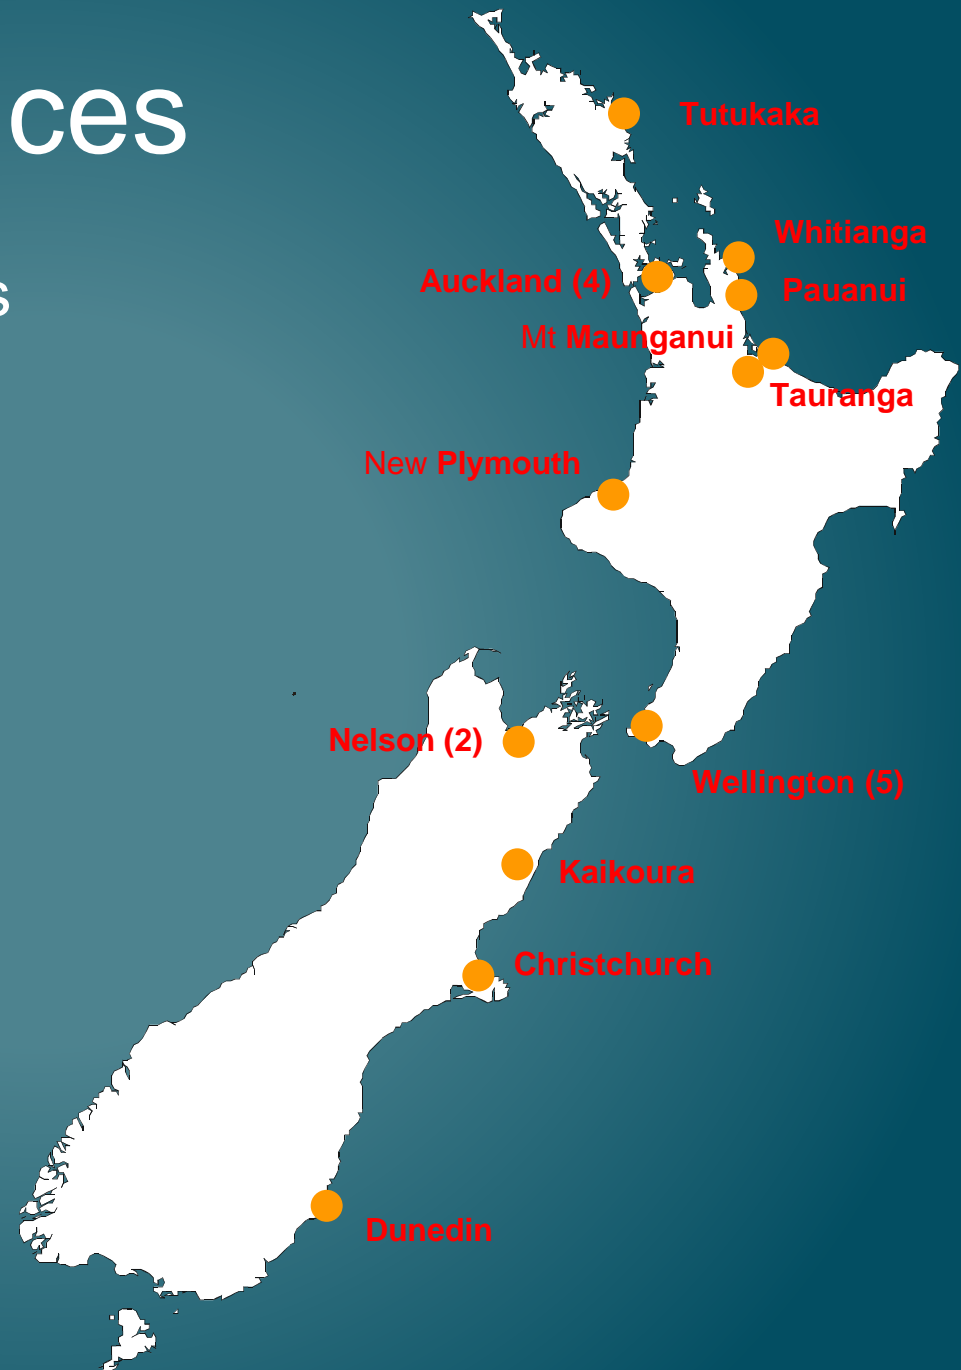 ces
s
Tutukaka
Whitianga
Auckland (4)
Pauanui
Mt Maunganui
Tauranga
New Plymouth
Nelson (2)
Wellington (5)
Kaikoura
Christchurch
Dunedin